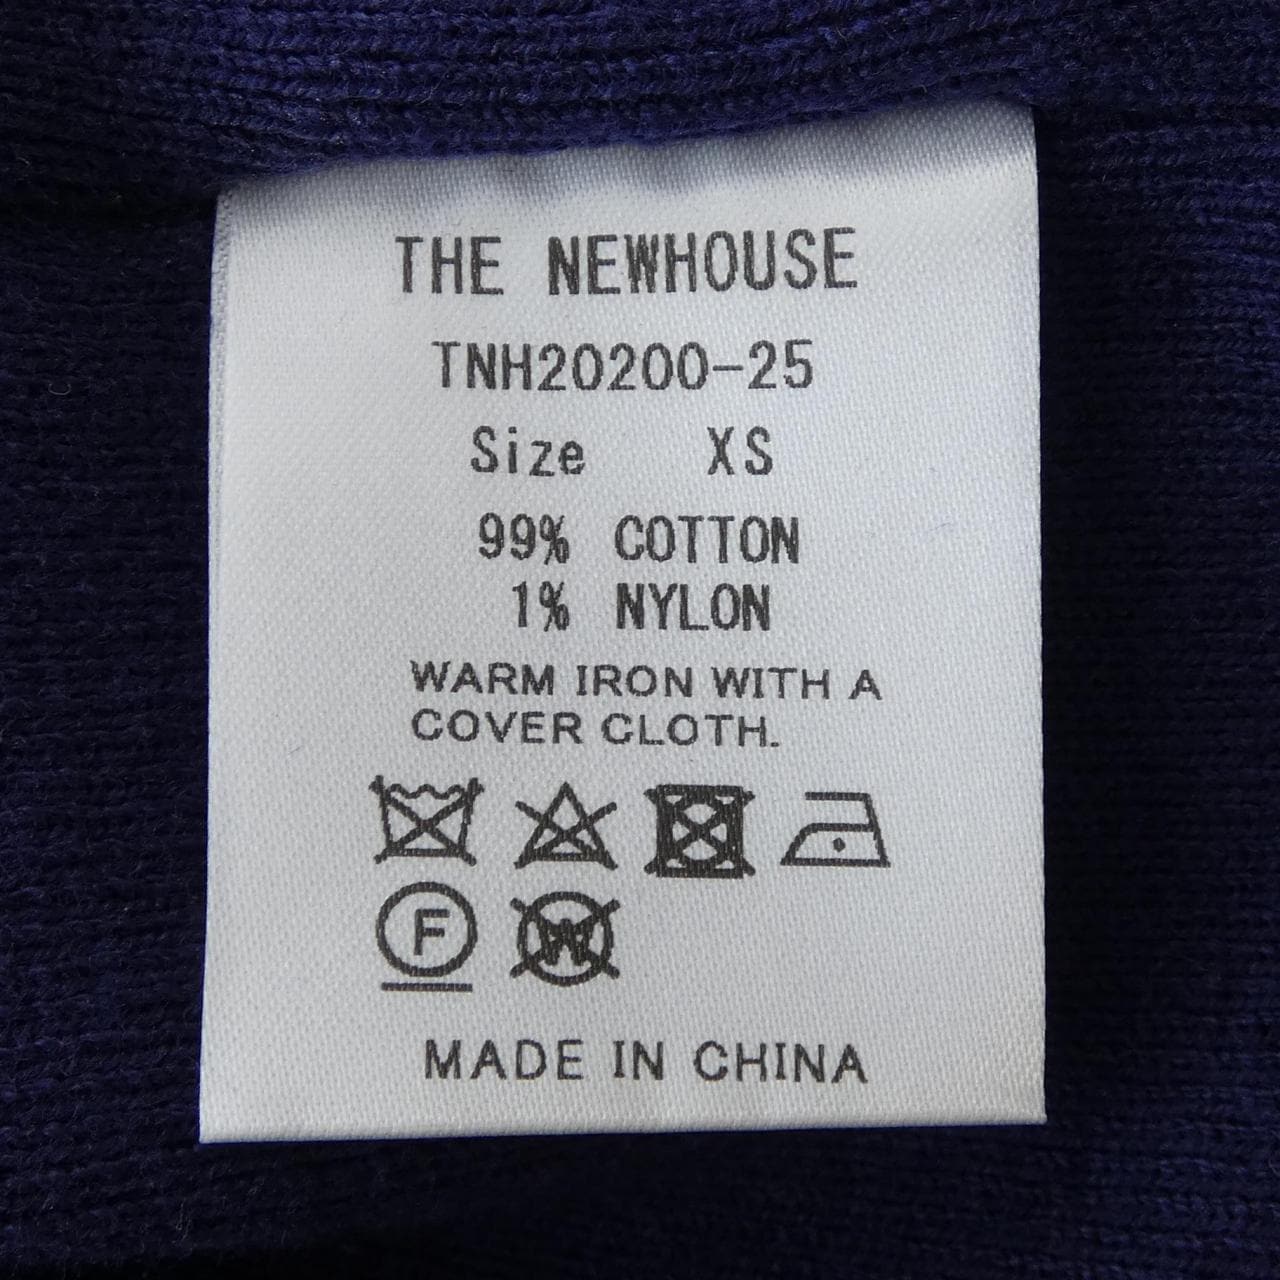 THE NEWHOUSE
TNH20200-25
Size XS
99% COTTON
1% NYLON
WARM IRON WITH A
COVER CLOTH.
F W
MADE IN CHINA